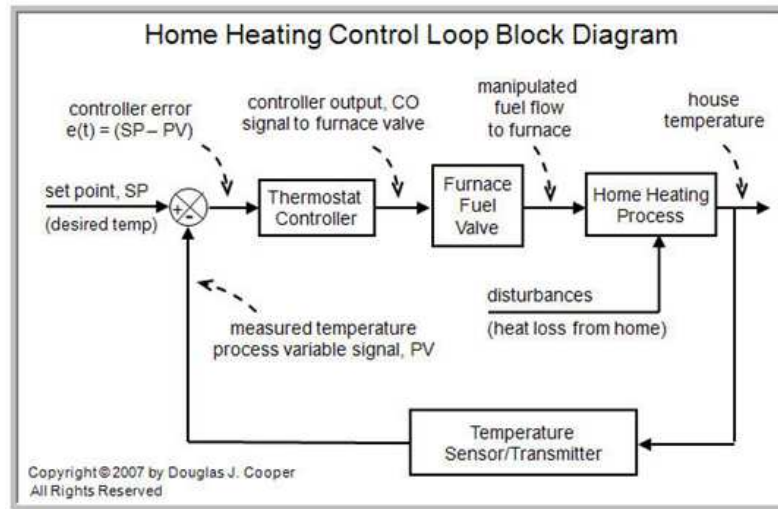 Home Heating Control Loop Block Diagram
controller error
e(t) = (SP – PV)
controller output, CO
signal to furnace valve
manipulated
fuel flow
to furnace
house
temperature
set point, SP
(desired temp)
+
-
Thermostat
Controller
Furnace
Fuel
Valve
Home Heating
Process
disturbances
(heat loss from home)
measured temperature
process variable signal, PV
Temperature
Sensor/Transmitter
Copyright © 2007 by Douglas J. Cooper
All Rights Reserved